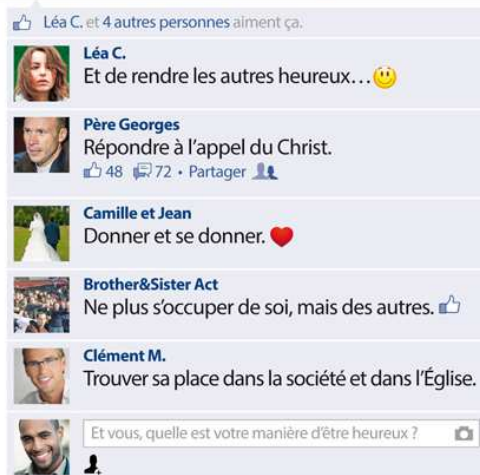 Léa C. et 4 autres personnes aiment ça.
Léa C.
Et de rendre les autres heureux…
Père Georges
Répondre à l'appel du Christ.
48 72 • Partager
Camille et Jean
Donner et se donner.
Brother&Sister Act
Ne plus s'occuper de soi, mais des autres.
Clément M.
Trouver sa place dans la société et dans l'Église.
Et vous, quelle est votre manière d'être heureux ?